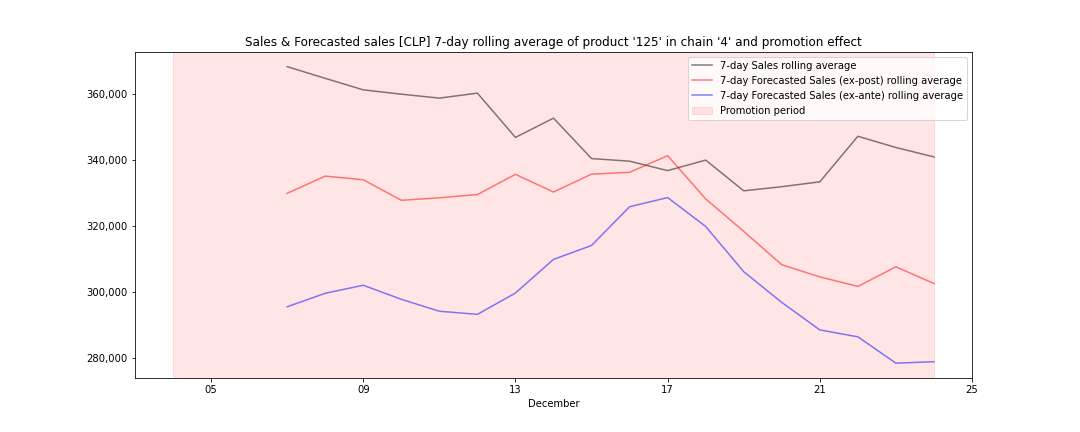 Sales & Forecasted sales [CLP] 7-day rolling average of product '125' in chain '4' and promotion effect
7-day Sales rolling average
7-day Forecasted Sales (ex-post) rolling average
7-day Forecasted Sales (ex-ante) rolling average
Promotion period
360,000
340,000
320,000
300,000
280,000
05 09 13 17 21 25
December